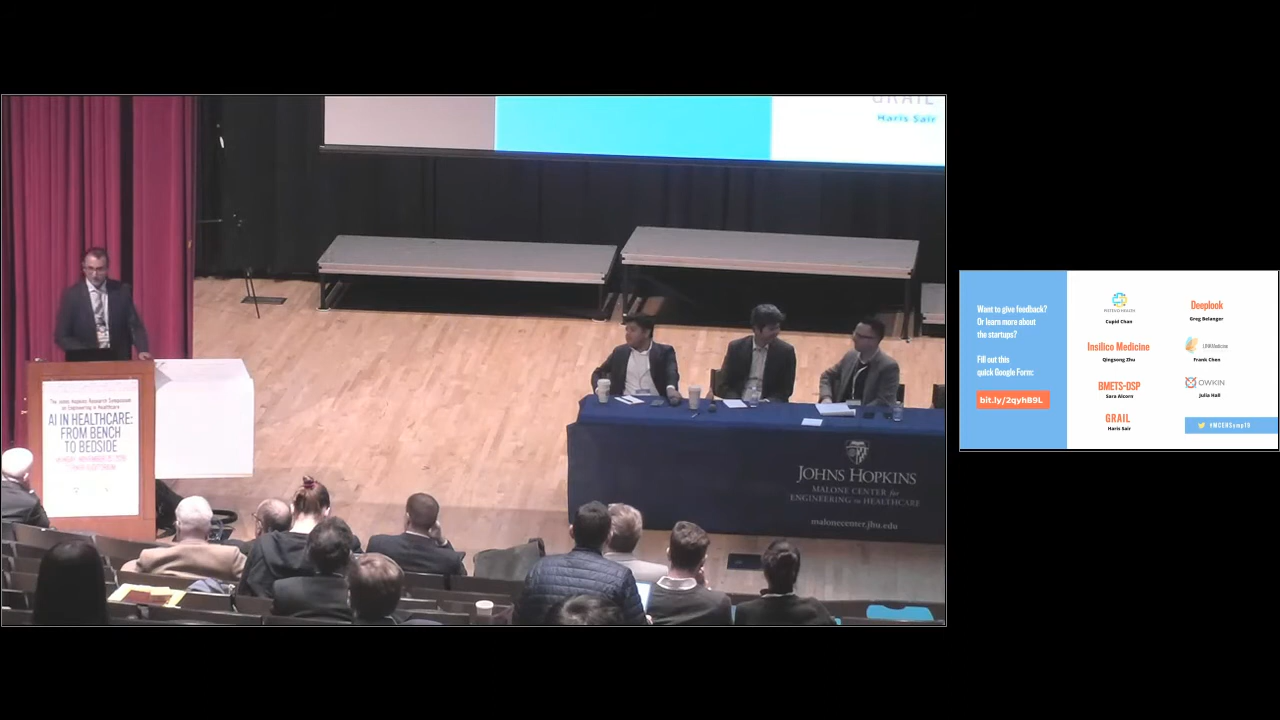 GRAIL
Haris Sair
The Johns Hopkins Research Symposium
on Engineering in Healthcare
AI IN HEALTHCARE:
FROM BENCH
TO BEDSIDE
JOHNS HOPKINS
MALONE CENTER for
ENGINEERING in HEALTHCARE
malonecenter.jhu.edu
Want to give feedback?
Or learn more about
the startups?
Fill out this
quick Google Form:
bit.ly/2qyhB9L
Cupid Chan
Deeplook
Greg Belanger
Insilico Medicine
Qingsong Zhu
Frank Chen
BMETS-DSP
Sara Alcorn
OWKIN
Julia Hall
GRAIL
Haris Sair
#MCEHSymp19